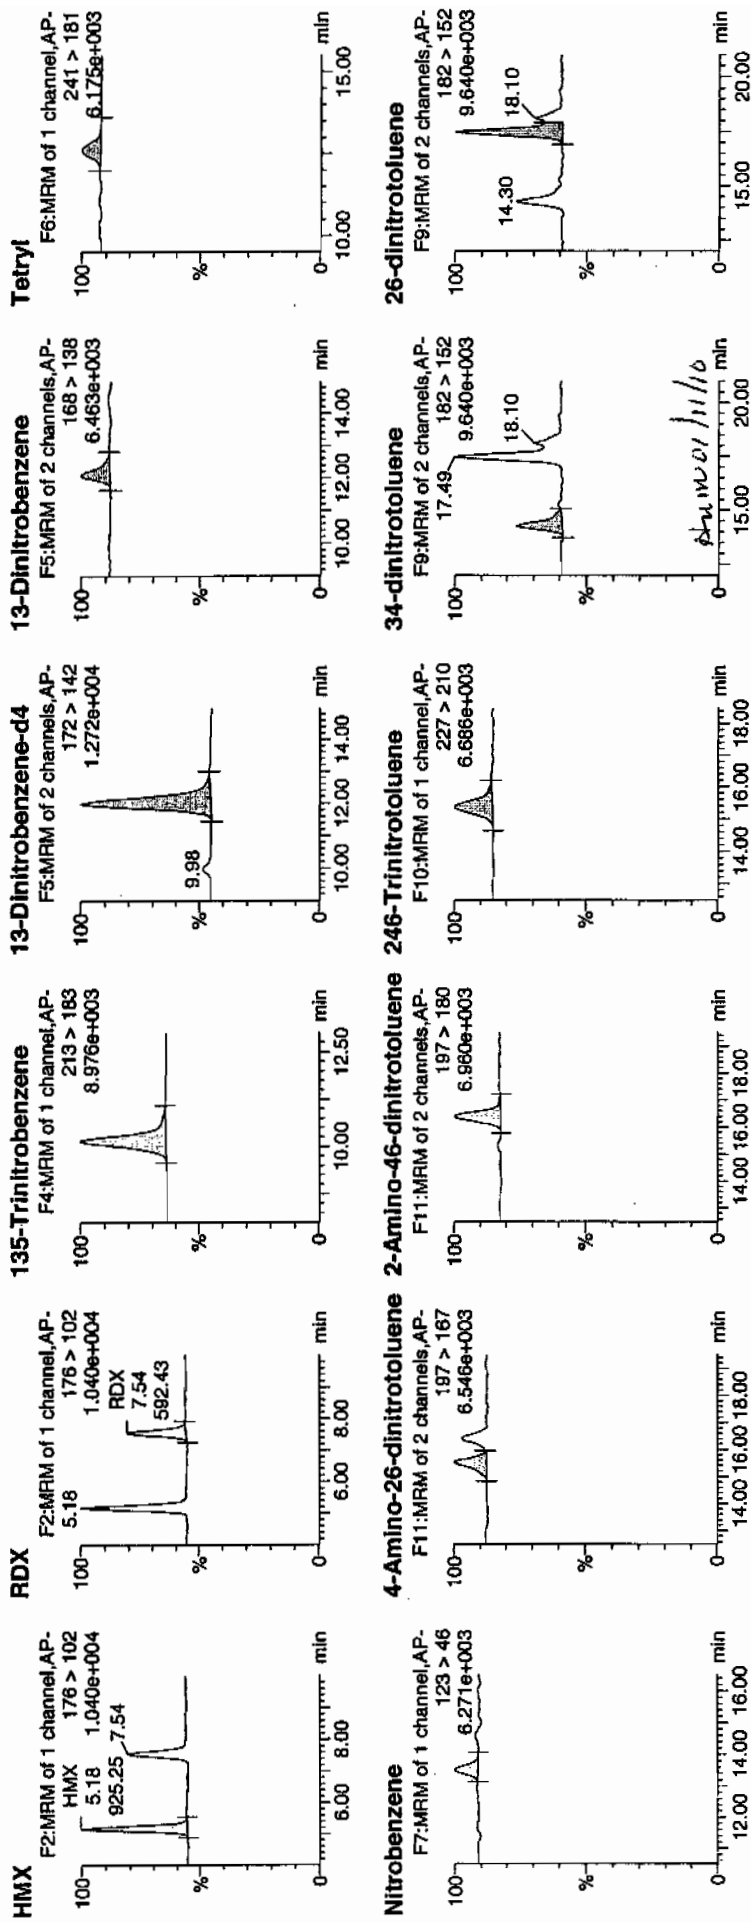 HMX
F2:MRM of 1 channel,AP-
176 > 102
1.040e+004
HMX
5.18
925.25
7.54
100
%
0
6.00
8.00
min
RDX
F2:MRM of 1 channel,AP-
176 > 102
1.040e+004
5.18
RDX
7.54
592.43
100
%
0
6.00
8.00
min
135-Trinitrobenzene
F4:MRM of 1 channel,AP-
213 > 183
8.976e+003
100
%
0
10.00
12.50
min
13-Dinitrobenzene-d4
F5:MRM of 2 channels,AP-
172 > 142
1.272e+004
9.98
100
%
0
10.00
12.00
14.00
min
13-Dinitrobenzene
F5:MRM of 2 channels,AP-
168 > 138
6.463e+003
100
%
0
10.00
12.00
14.00
min
Tetryl
F6:MRM of 1 channel,AP-
241 > 181
6.175e+003
100
%
0
10.00
15.00
min
Nitrobenzene
F7:MRM of 1 channel,AP-
123 > 46
6.271e+003
100
%
0
12.00
14.00
16.00
min
4-Amino-26-dinitrotoluene
F11:MRM of 2 channels,AP-
197 > 167
6.546e+003
100
%
0
14.00
16.00
18.00
min
2-Amino-46-dinitrotoluene
F11:MRM of 2 channels,AP-
197 > 180
6.960e+003
100
%
0
14.00
16.00
18.00
min
246-Trinitrotoluene
F10:MRM of 1 channel,AP-
227 > 210
6.686e+003
100
%
0
14.00
16.00
18.00
min
34-dinitrotoluene
F9:MRM of 2 channels,AP-
182 > 152
9.640e+003
17.49
18.10
100
%
0
15.00
20.00
min
01/11/10
26-dinitrotoluene
F9:MRM of 2 channels,AP-
182 > 152
9.640e+003
14.30
18.10
100
%
0
15.00
20.00
min